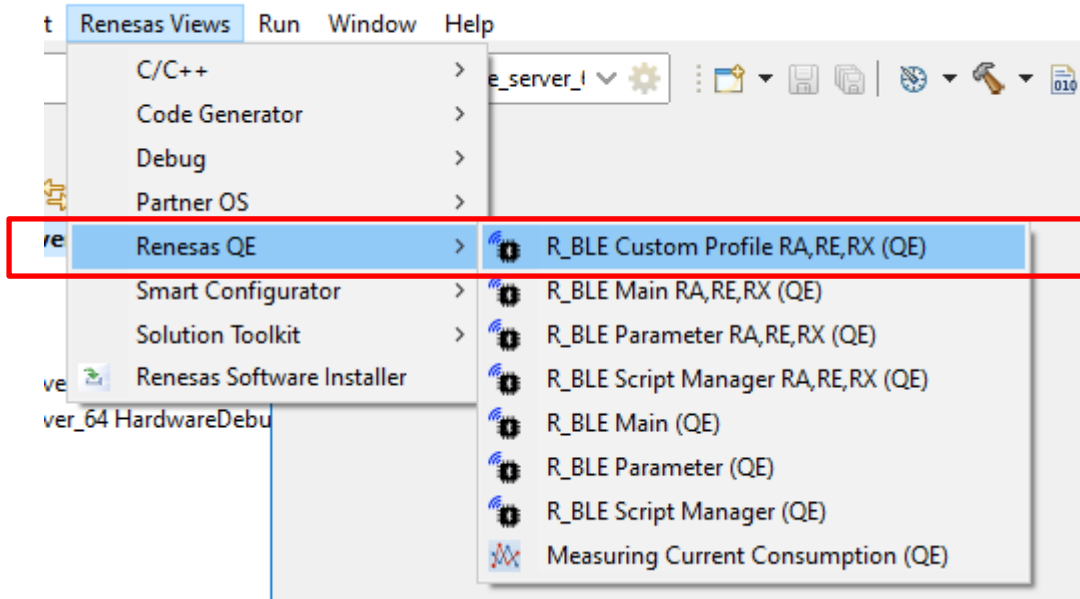 t Renesas Views Run Window Help
C/C++
e_server_(
Code Generator
Debug
Partner OS
Renesas QE
R_BLE Custom Profile RA,RE,RX (QE)
Smart Configurator
R_BLE Main RA,RE,RX (QE)
Solution Toolkit
R_BLE Parameter RA,RE,RX (QE)
ve
Renesas Software Installer
R_BLE Script Manager RA,RE,RX (QE)
ver_64 HardwareDebu
R_BLE Main (QE)
R_BLE Parameter (QE)
R_BLE Script Manager (QE)
Measuring Current Consumption (QE)
010